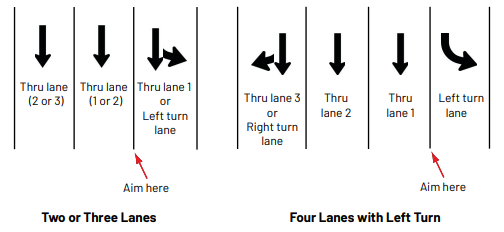 Thru lane
(2 or 3)
Thru lane
(1 or 2)
Thru lane 1
or
Left turn
lane
Aim here
Two or Three Lanes
Thru lane 3
or
Right turn
lane
Thru
lane 2
Thru
lane 1
Left turn
lane
Aim here
Four Lanes with Left Turn